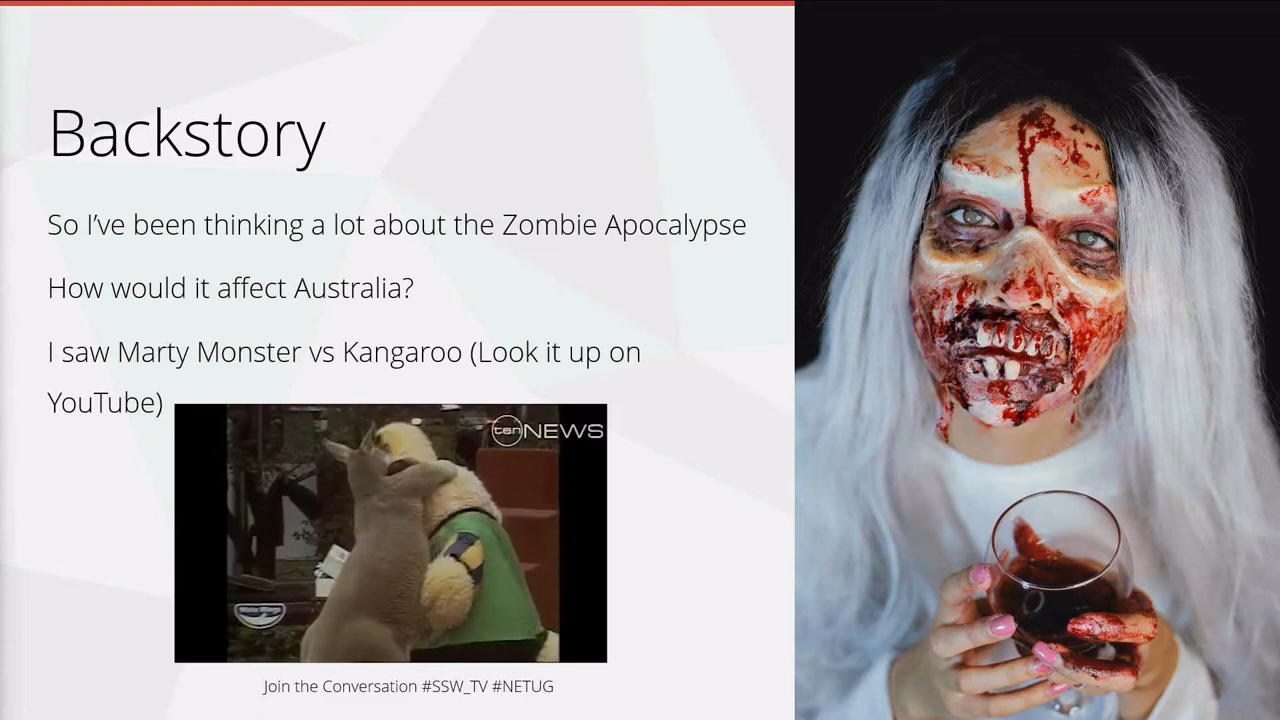 Backstory
So I’ve been thinking a lot about the Zombie Apocalypse
How would it affect Australia?
I saw Marty Monster vs Kangaroo (Look it up on
YouTube)
ten NEWS
Join the Conversation #SSW_TV #NETUG